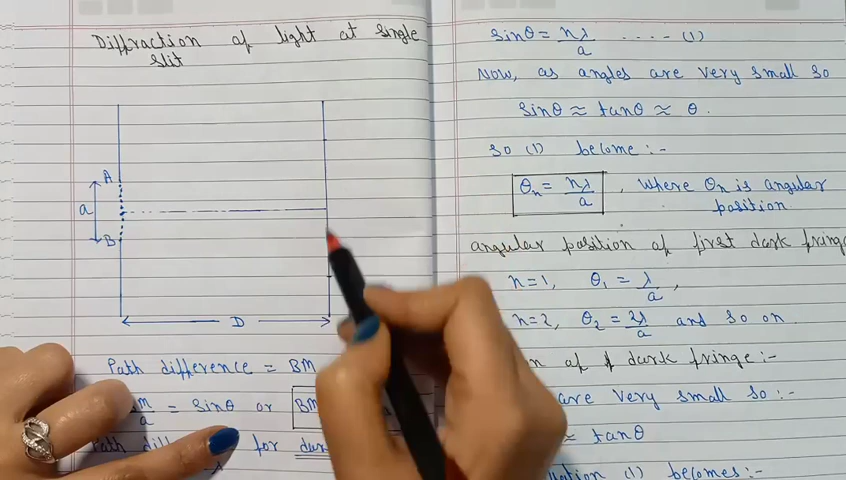 Diffraction of light at single
slit
A
a
B
D
Path difference = BM
BM/a = sinθ or BM
for dark
sinθ = nλ/a .... (1)
Now, as angles are very small so
sinθ ≈ tanθ ≈ θ.
so (1) become :-
θn = nλ/a , where θn is angular
position.
angular position of first dark fringe
n=1, θ1 = λ/a,
n=2, θ2 = 2λ/a and so on.
of dark fringe :-
are very small so :-
≈ tanθ
(1) becomes :-